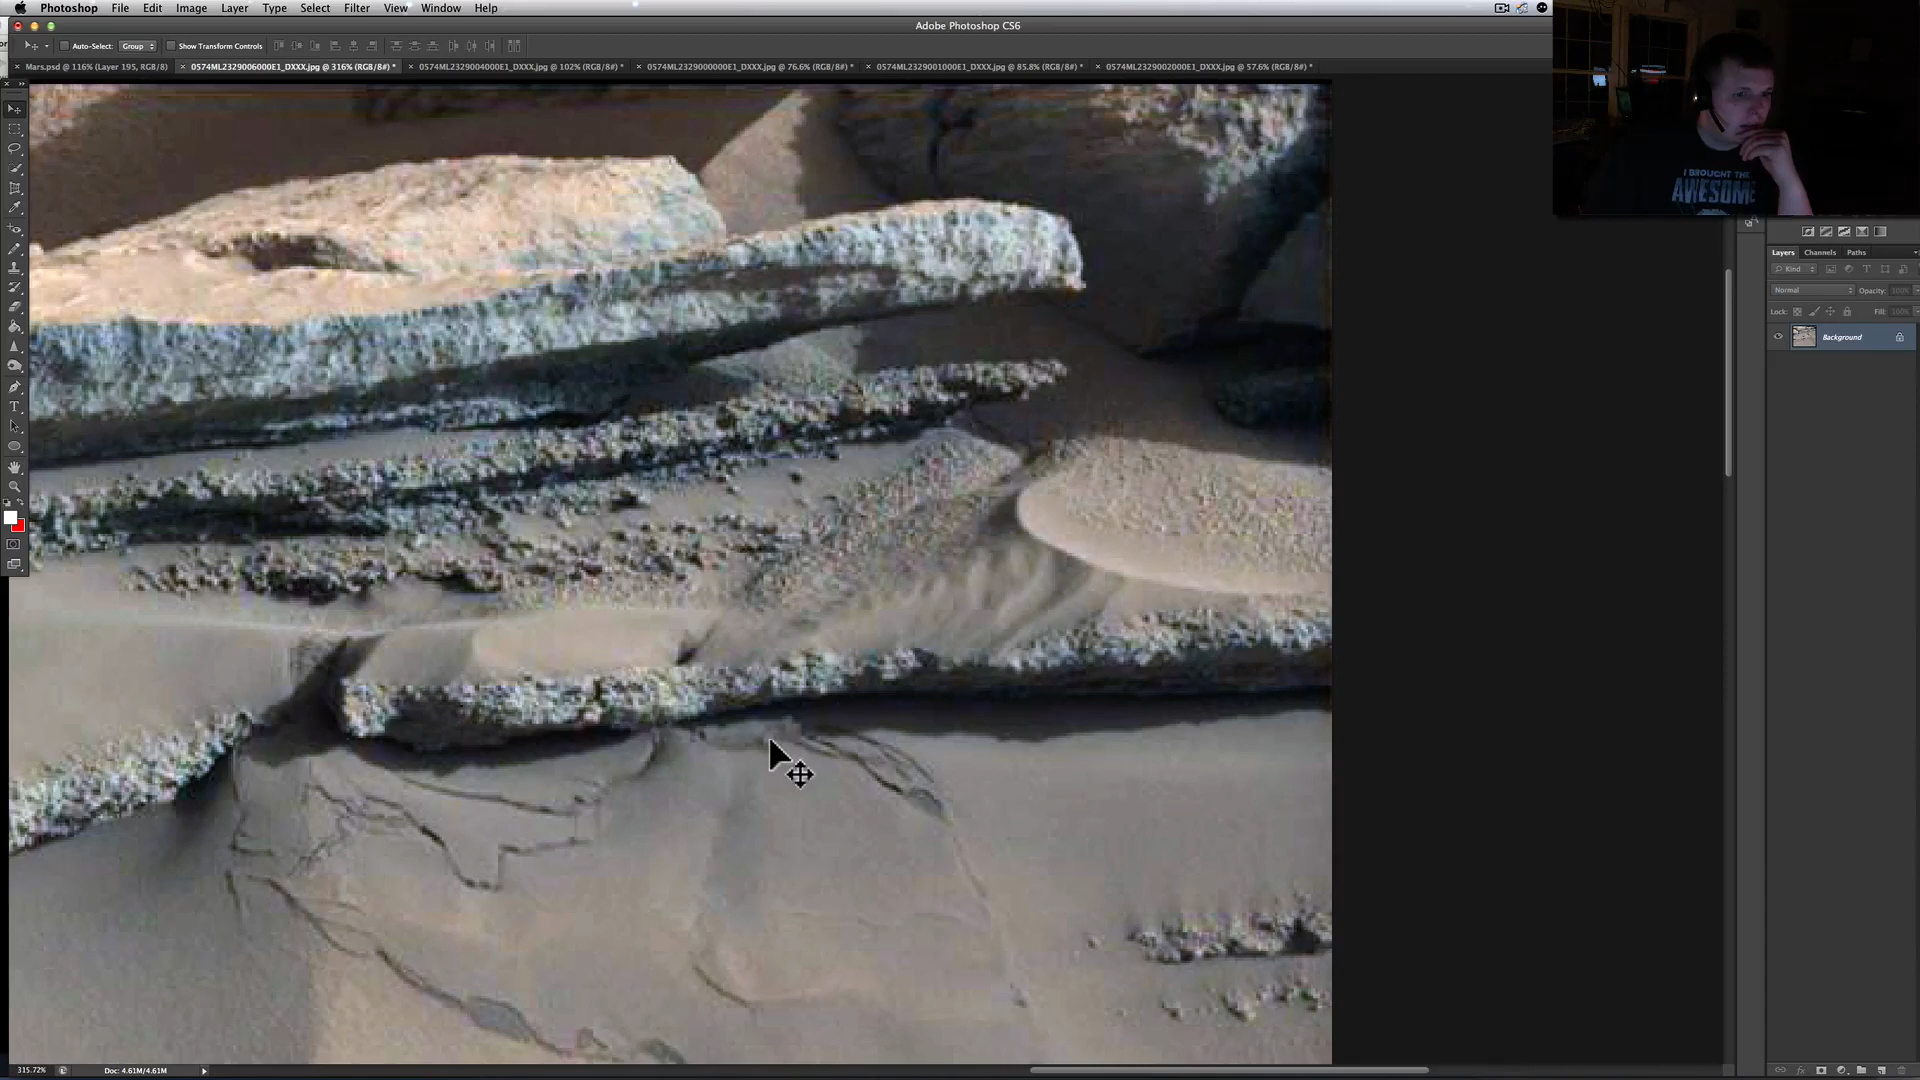 Photoshop File Edit Image Layer Type Select Filter View Window Help
Adobe Photoshop CS6
Auto-Select: Group Show Transform Controls
Mars.psd @ 116% (Layer 195, RGB/8) 0574ML2329006000E1_DXXX.jpg @ 316% (RGB/8#) * 0574ML2329004000E1_DXXX.jpg @ 102% (RGB/8#) * 0574ML2329000000E1_DXXX.jpg @ 76.6% (RGB/8#) * 0574ML2329001000E1_DXXX.jpg @ 85.8% (RGB/8#) * 0574ML2329002000E1_DXXX.jpg @ 57.6% (RGB/8#) *
I BROUGHT THE
AWESOME
Layers Channels Paths
Kind
Normal Opacity: 100%
Lock: Fill: 100%
Background
315.72% Doc: 4.61M/4.61M